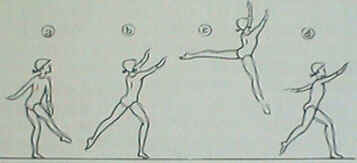 ⓐ ⓑ ⓒ ⓓ